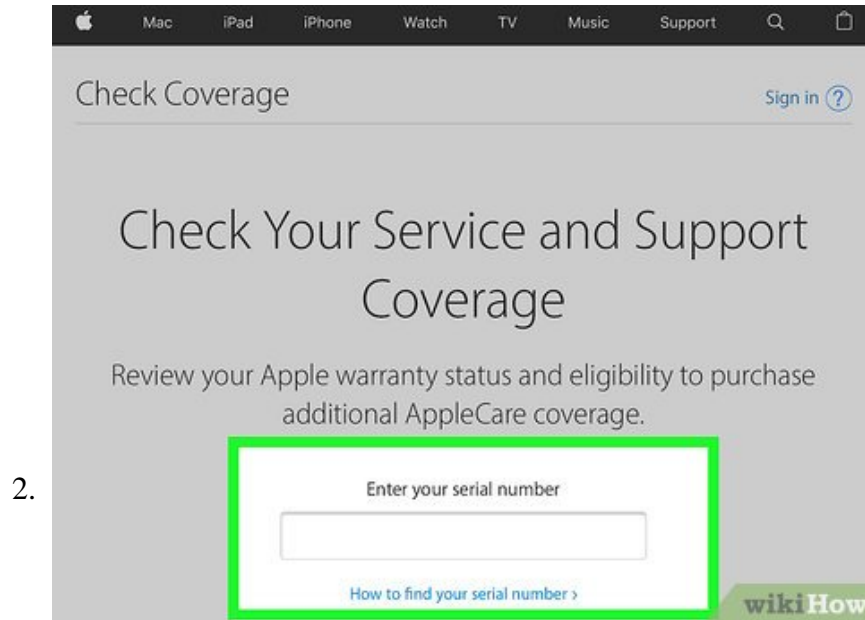 Mac iPad iPhone Watch TV Music Support
Check Coverage
Sign in ?
Check Your Service and Support
Coverage
Review your Apple warranty status and eligibility to purchase
additional AppleCare coverage.
2.
Enter your serial number
How to find your serial number >
wikiHow